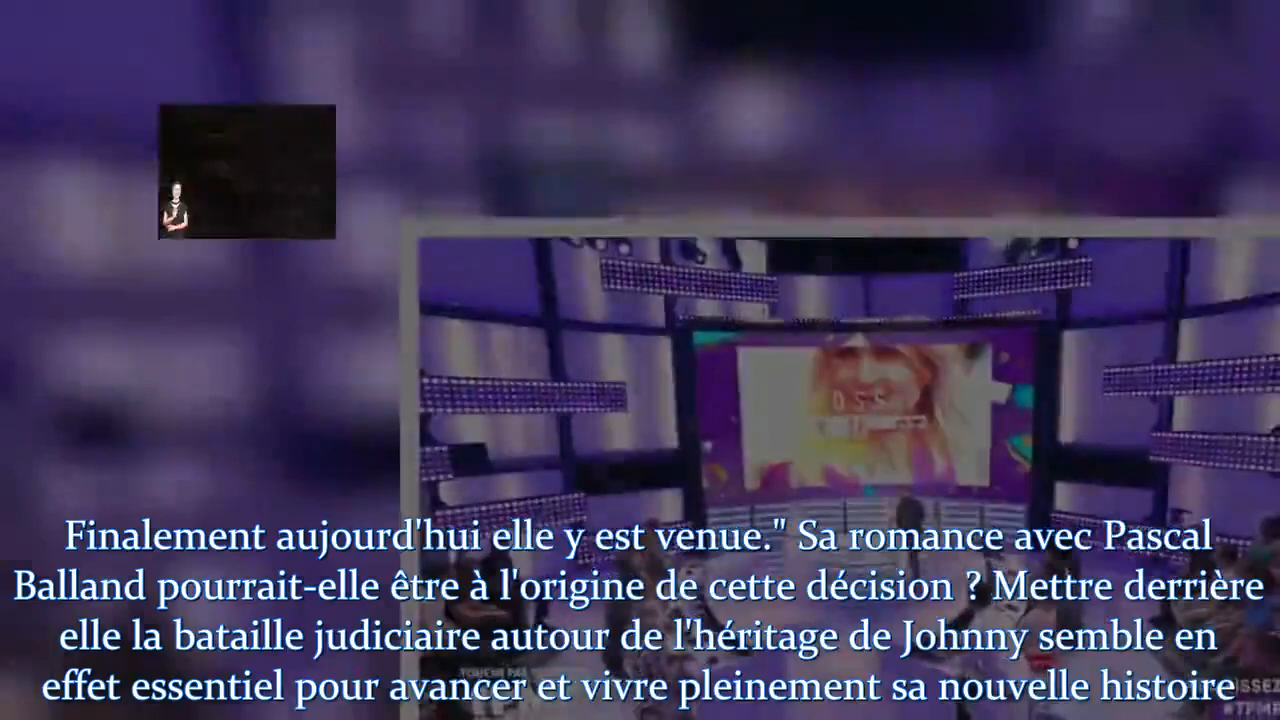 Finalement aujourd'hui elle y est venue." Sa romance avec Pascal
Balland pourrait-elle être à l'origine de cette décision ? Mettre derrière
elle la bataille judiciaire autour de l'héritage de Johnny semble en
effet essentiel pour avancer et vivre pleinement sa nouvelle histoire